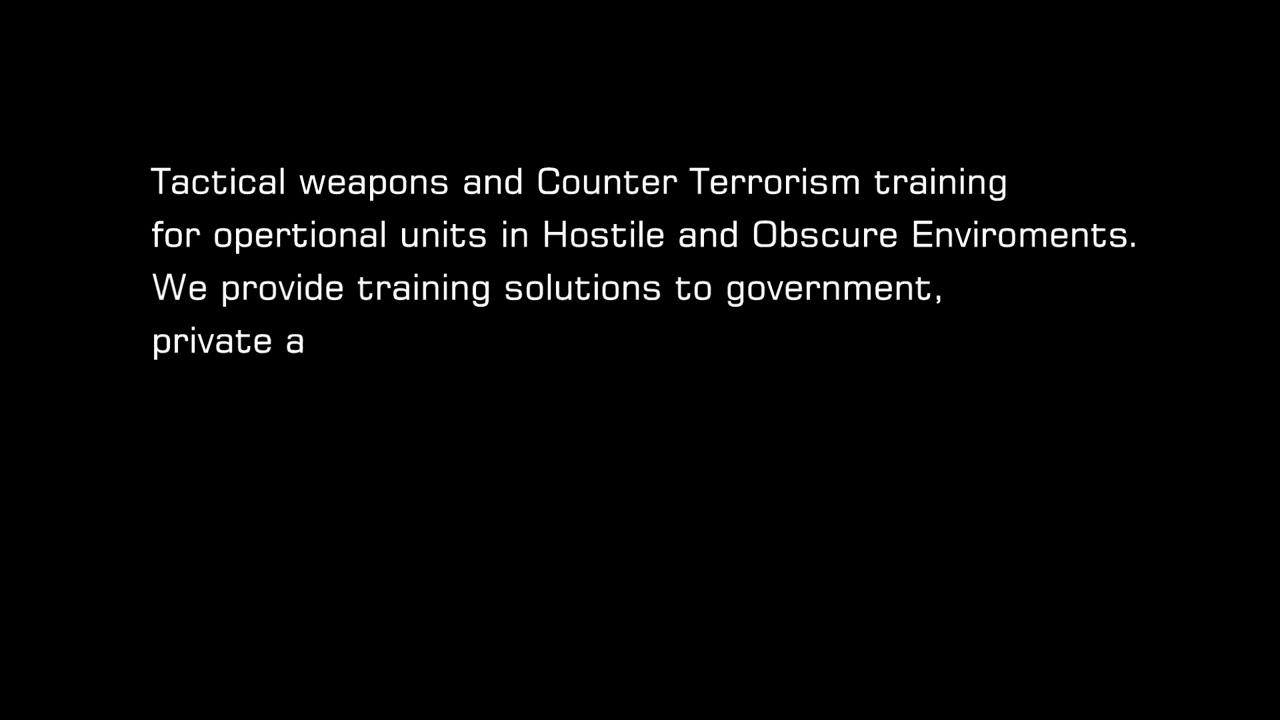 Tactical weapons and Counter Terrorism training
for opertional units in Hostile and Obscure Enviroments.
We provide training solutions to government,
private a